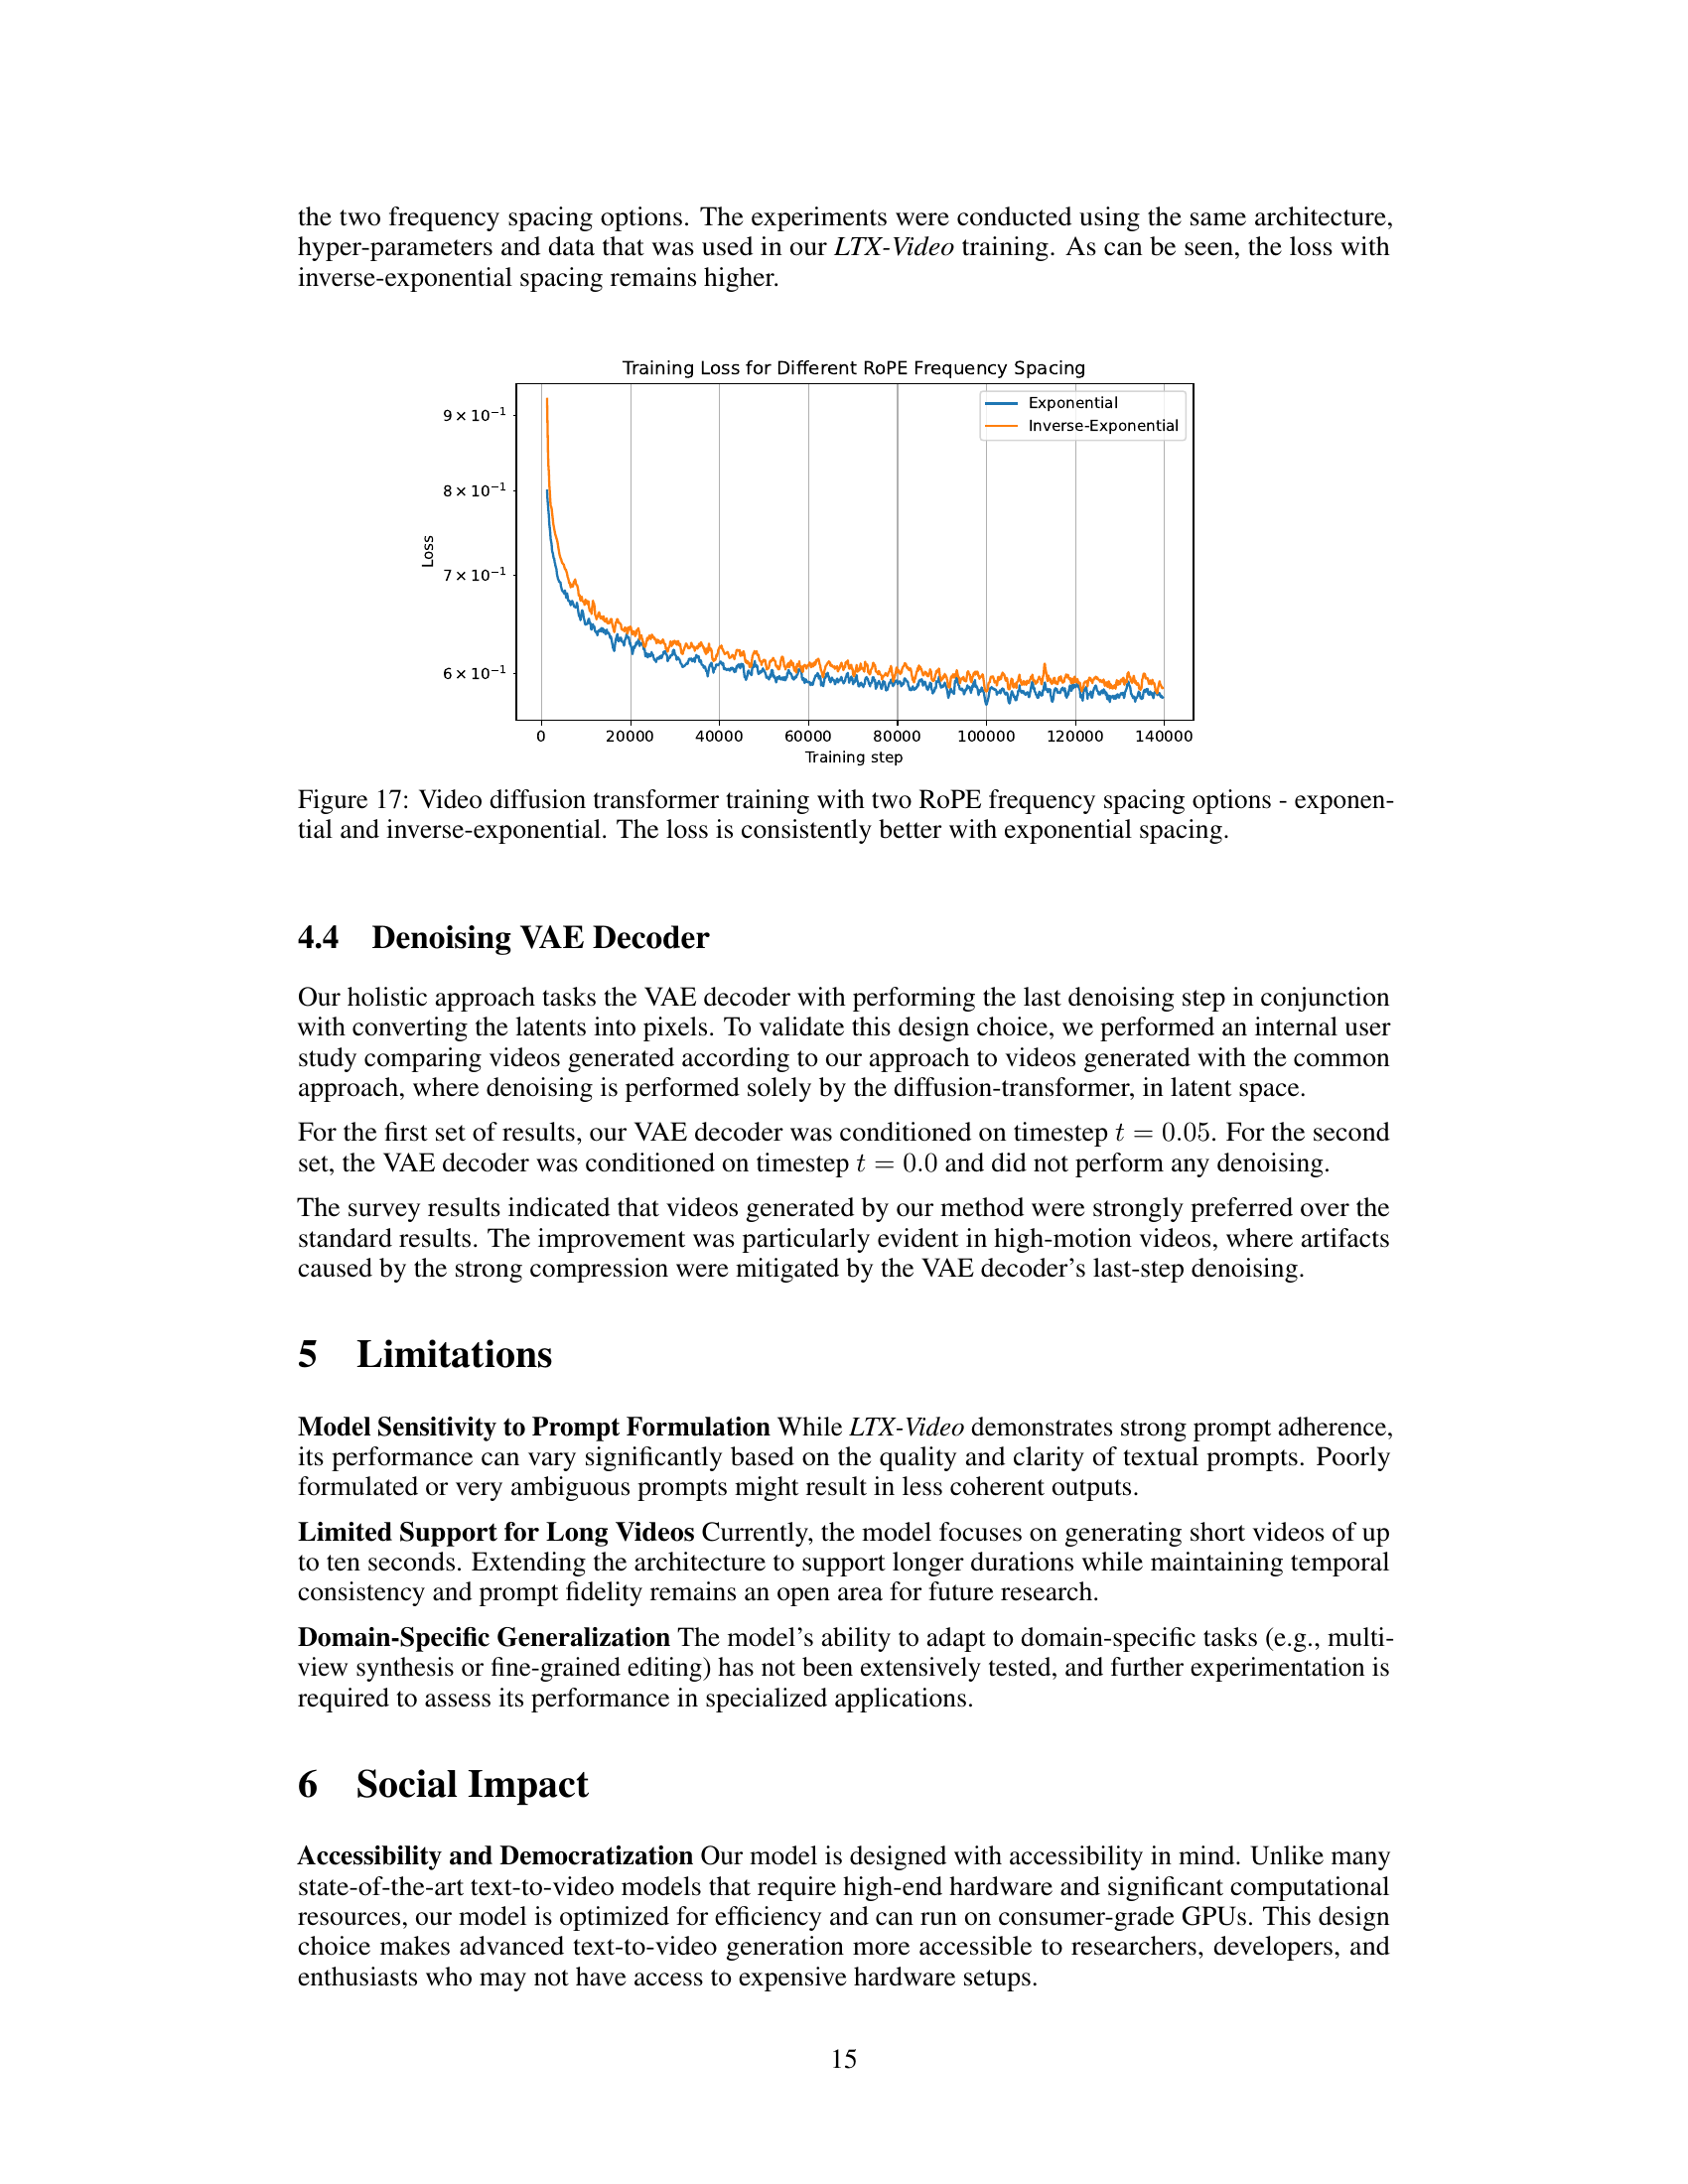 the two frequency spacing options. The experiments were conducted using the same architecture,
hyper-parameters and data that was used in our LTX-Video training. As can be seen, the loss with
inverse-exponential spacing remains higher.
Training Loss for Different RoPE Frequency Spacing
Exponential
Inverse-Exponential
9 × 10⁻¹
8 × 10⁻¹
7 × 10⁻¹
6 × 10⁻¹
Loss
0 20000 40000 60000 80000 100000 120000 140000
Training step
Figure 17: Video diffusion transformer training with two RoPE frequency spacing options - exponen-
tial and inverse-exponential. The loss is consistently better with exponential spacing.
4.4 Denoising VAE Decoder
Our holistic approach tasks the VAE decoder with performing the last denoising step in conjunction
with converting the latents into pixels. To validate this design choice, we performed an internal user
study comparing videos generated according to our approach to videos generated with the common
approach, where denoising is performed solely by the diffusion-transformer, in latent space.
For the first set of results, our VAE decoder was conditioned on timestep t = 0.05. For the second
set, the VAE decoder was conditioned on timestep t = 0.0 and did not perform any denoising.
The survey results indicated that videos generated by our method were strongly preferred over the
standard results. The improvement was particularly evident in high-motion videos, where artifacts
caused by the strong compression were mitigated by the VAE decoder's last-step denoising.
5 Limitations
Model Sensitivity to Prompt Formulation While LTX-Video demonstrates strong prompt adherence,
its performance can vary significantly based on the quality and clarity of textual prompts. Poorly
formulated or very ambiguous prompts might result in less coherent outputs.
Limited Support for Long Videos Currently, the model focuses on generating short videos of up
to ten seconds. Extending the architecture to support longer durations while maintaining temporal
consistency and prompt fidelity remains an open area for future research.
Domain-Specific Generalization The model's ability to adapt to domain-specific tasks (e.g., multi-
view synthesis or fine-grained editing) has not been extensively tested, and further experimentation is
required to assess its performance in specialized applications.
6 Social Impact
Accessibility and Democratization Our model is designed with accessibility in mind. Unlike many
state-of-the-art text-to-video models that require high-end hardware and significant computational
resources, our model is optimized for efficiency and can run on consumer-grade GPUs. This design
choice makes advanced text-to-video generation more accessible to researchers, developers, and
enthusiasts who may not have access to expensive hardware setups.
15